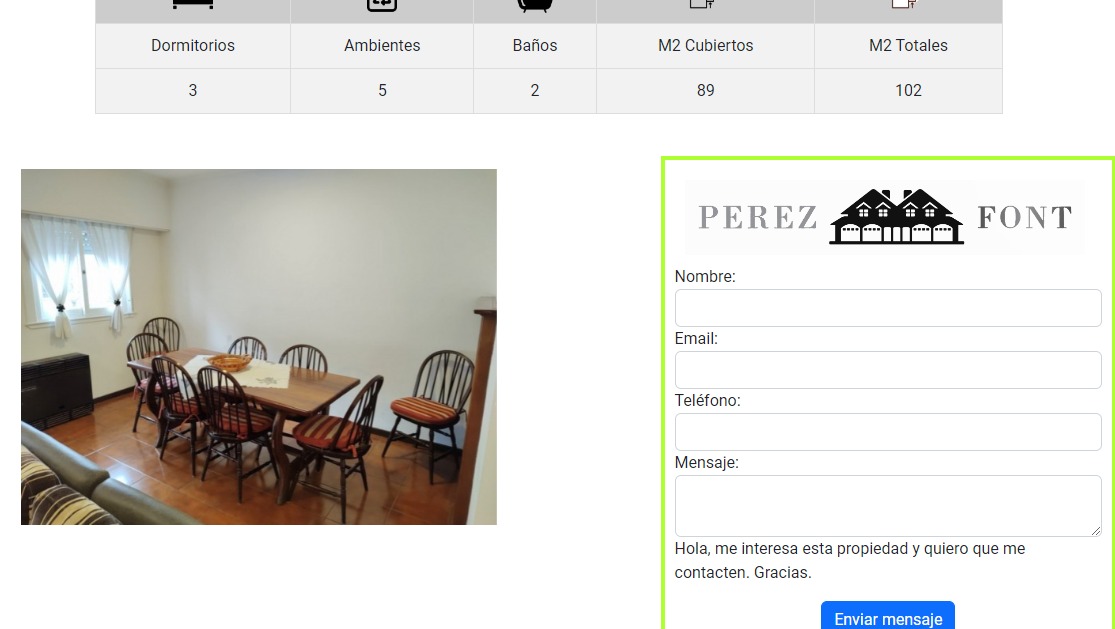 Dormitorios Ambientes Baños M2 Cubiertos M2 Totales
3 5 2 89 102
PEREZ FONT
Nombre:
Email:
Teléfono:
Mensaje:
Hola, me interesa esta propiedad y quiero que me
contacten. Gracias.
Enviar mensaje